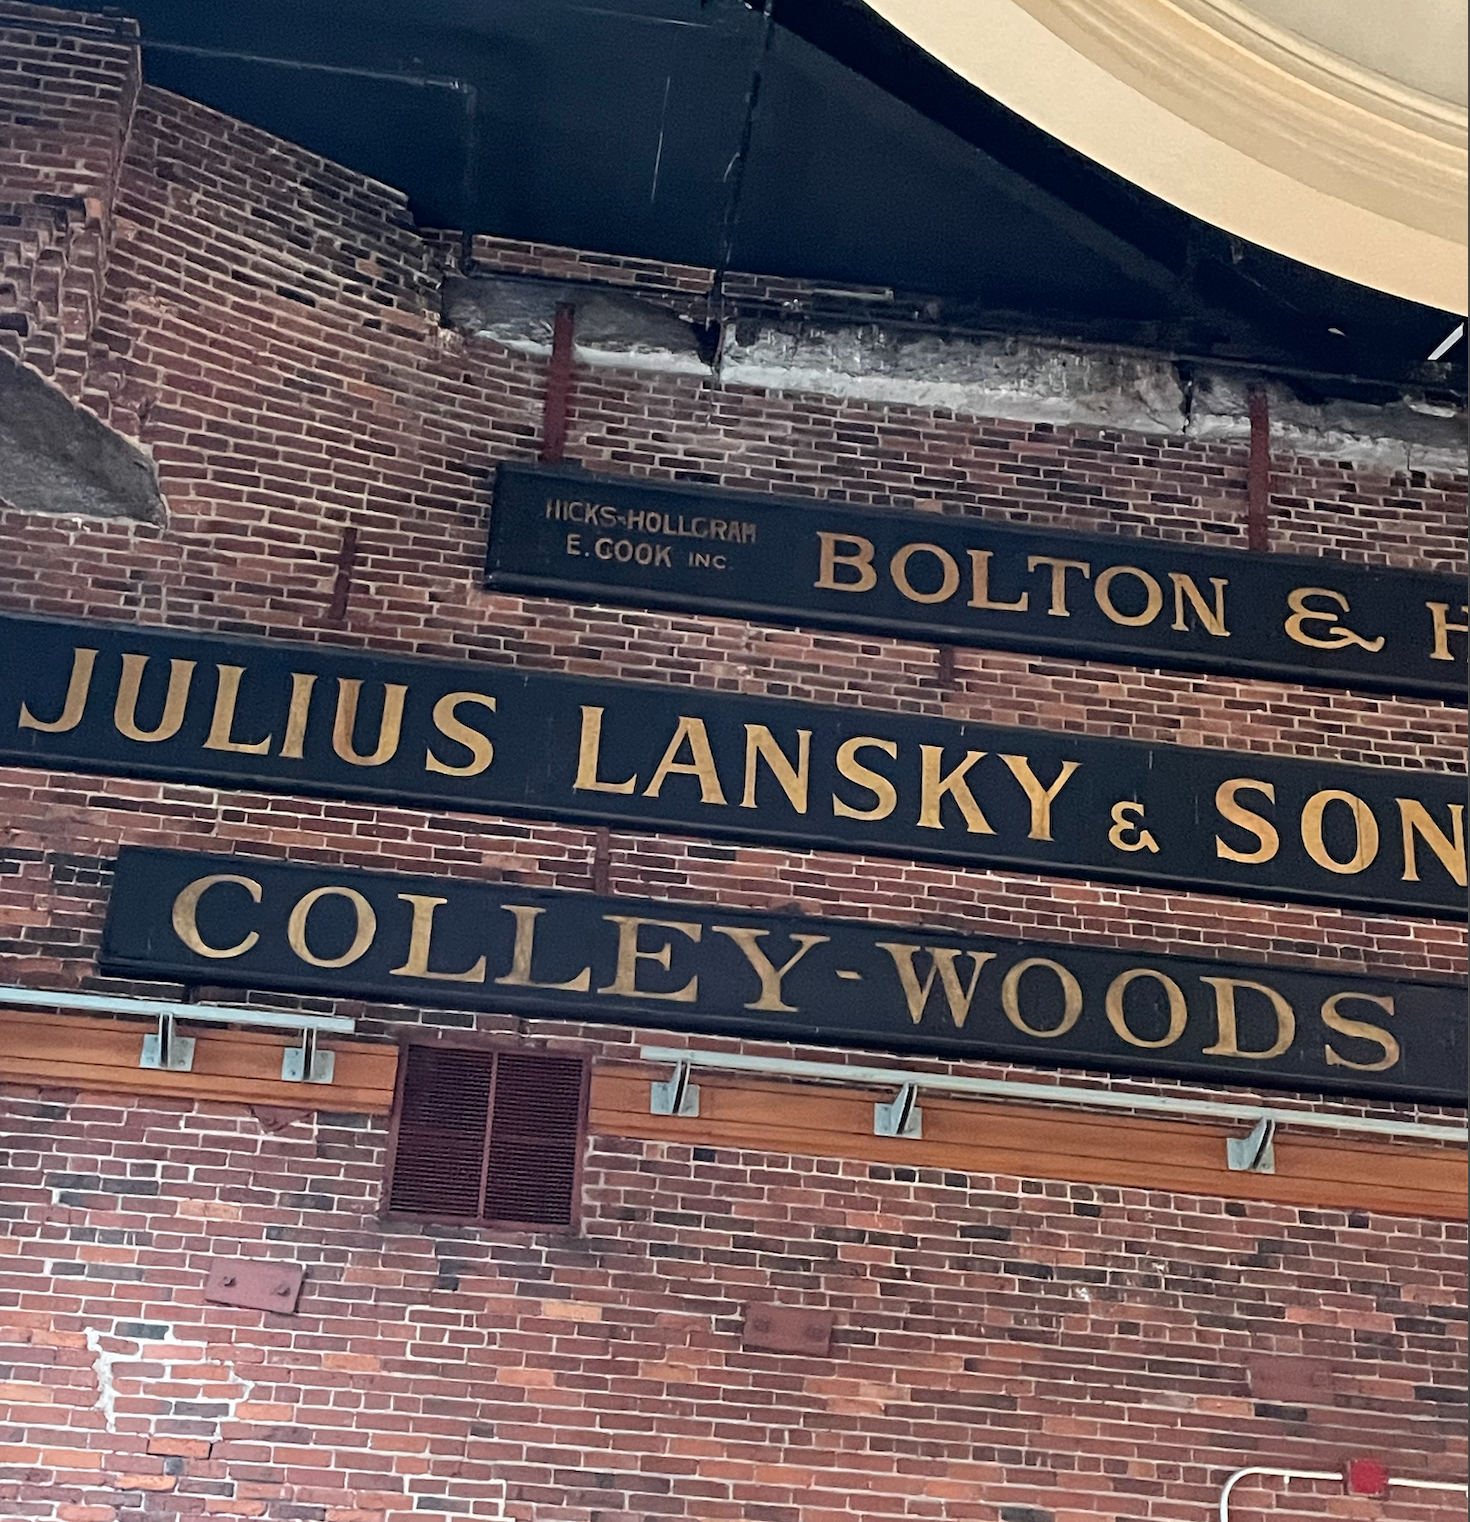 HICKS-HOLLGRAM
E. COOK INC.
BOLTON & H
JULIUS LANSKY & SON
COLLEY-WOODS